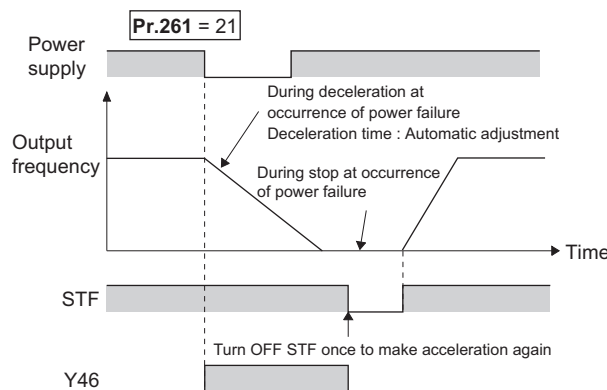 Pr.261 = 21
Power
supply
During deceleration at
occurrence of power failure
Deceleration time : Automatic adjustment
Output
frequency
During stop at occurrence
of power failure
Time
STF
Turn OFF STF once to make acceleration again
Y46